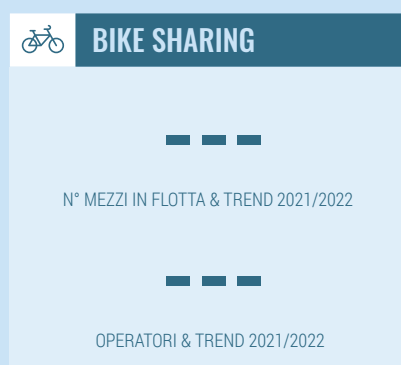 BIKE SHARING
---
N° MEZZI IN FLOTTA & TREND 2021/2022
---
OPERATORI & TREND 2021/2022